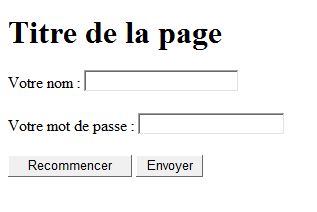 Titre de la page
Votre nom :
Votre mot de passe :
Recommencer Envoyer